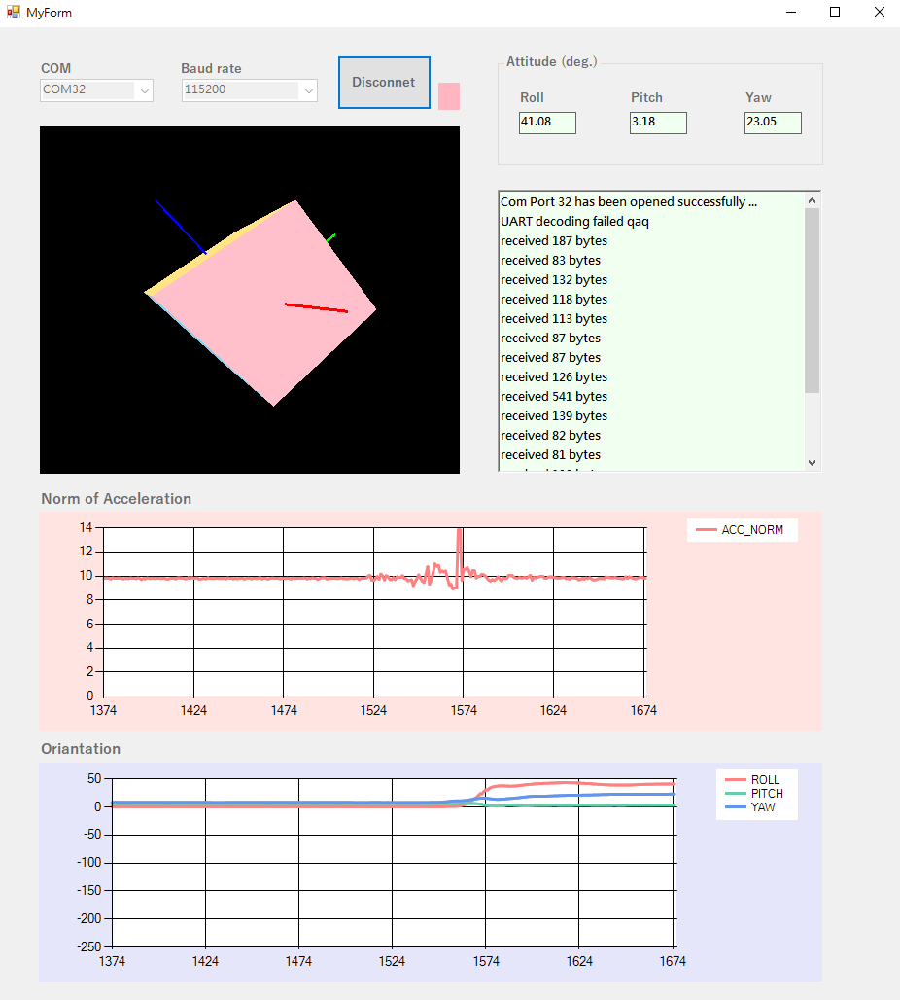 MyForm
COM
Baud rate
COM32
115200
Disconnet
Attitude (deg.)
Roll
Pitch
Yaw
41.08
3.18
23.05
Com Port 32 has been opened successfully ...
UART decoding failed qaq
received 187 bytes
received 83 bytes
received 132 bytes
received 118 bytes
received 113 bytes
received 87 bytes
received 87 bytes
received 126 bytes
received 541 bytes
received 139 bytes
received 82 bytes
received 81 bytes
Norm of Acceleration
14
12
10
8
6
4
2
0
1374 1424 1474 1524 1574 1624 1674
ACC_NORM
Oriantation
50
0
-50
-100
-150
-200
-250
1374 1424 1474 1524 1574 1624 1674
ROLL
PITCH
YAW